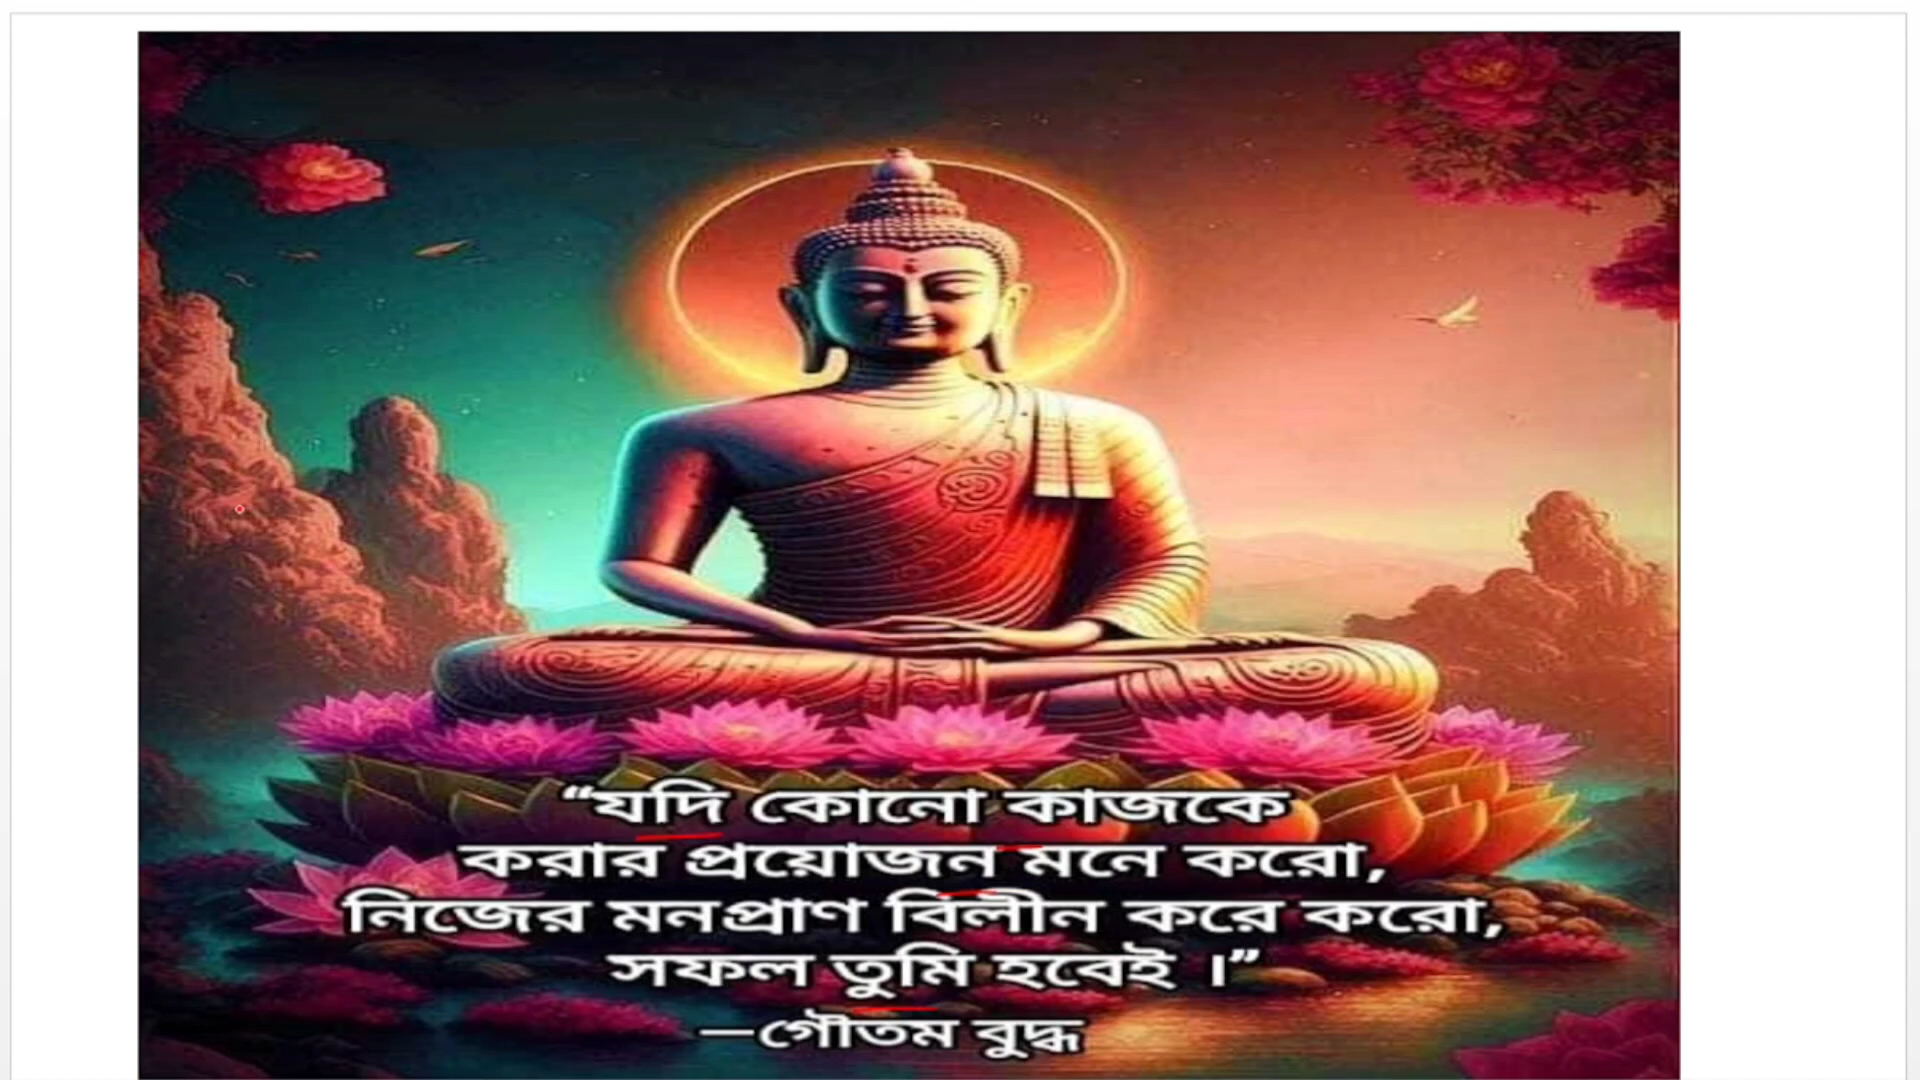 “যদি কোনো কাজকে
করার প্রয়োজন মনে করো,
নিজের মনপ্রাণ বিলীন করে করো,
সফল তুমি হবেই ।”
—গৌতম বুদ্ধ